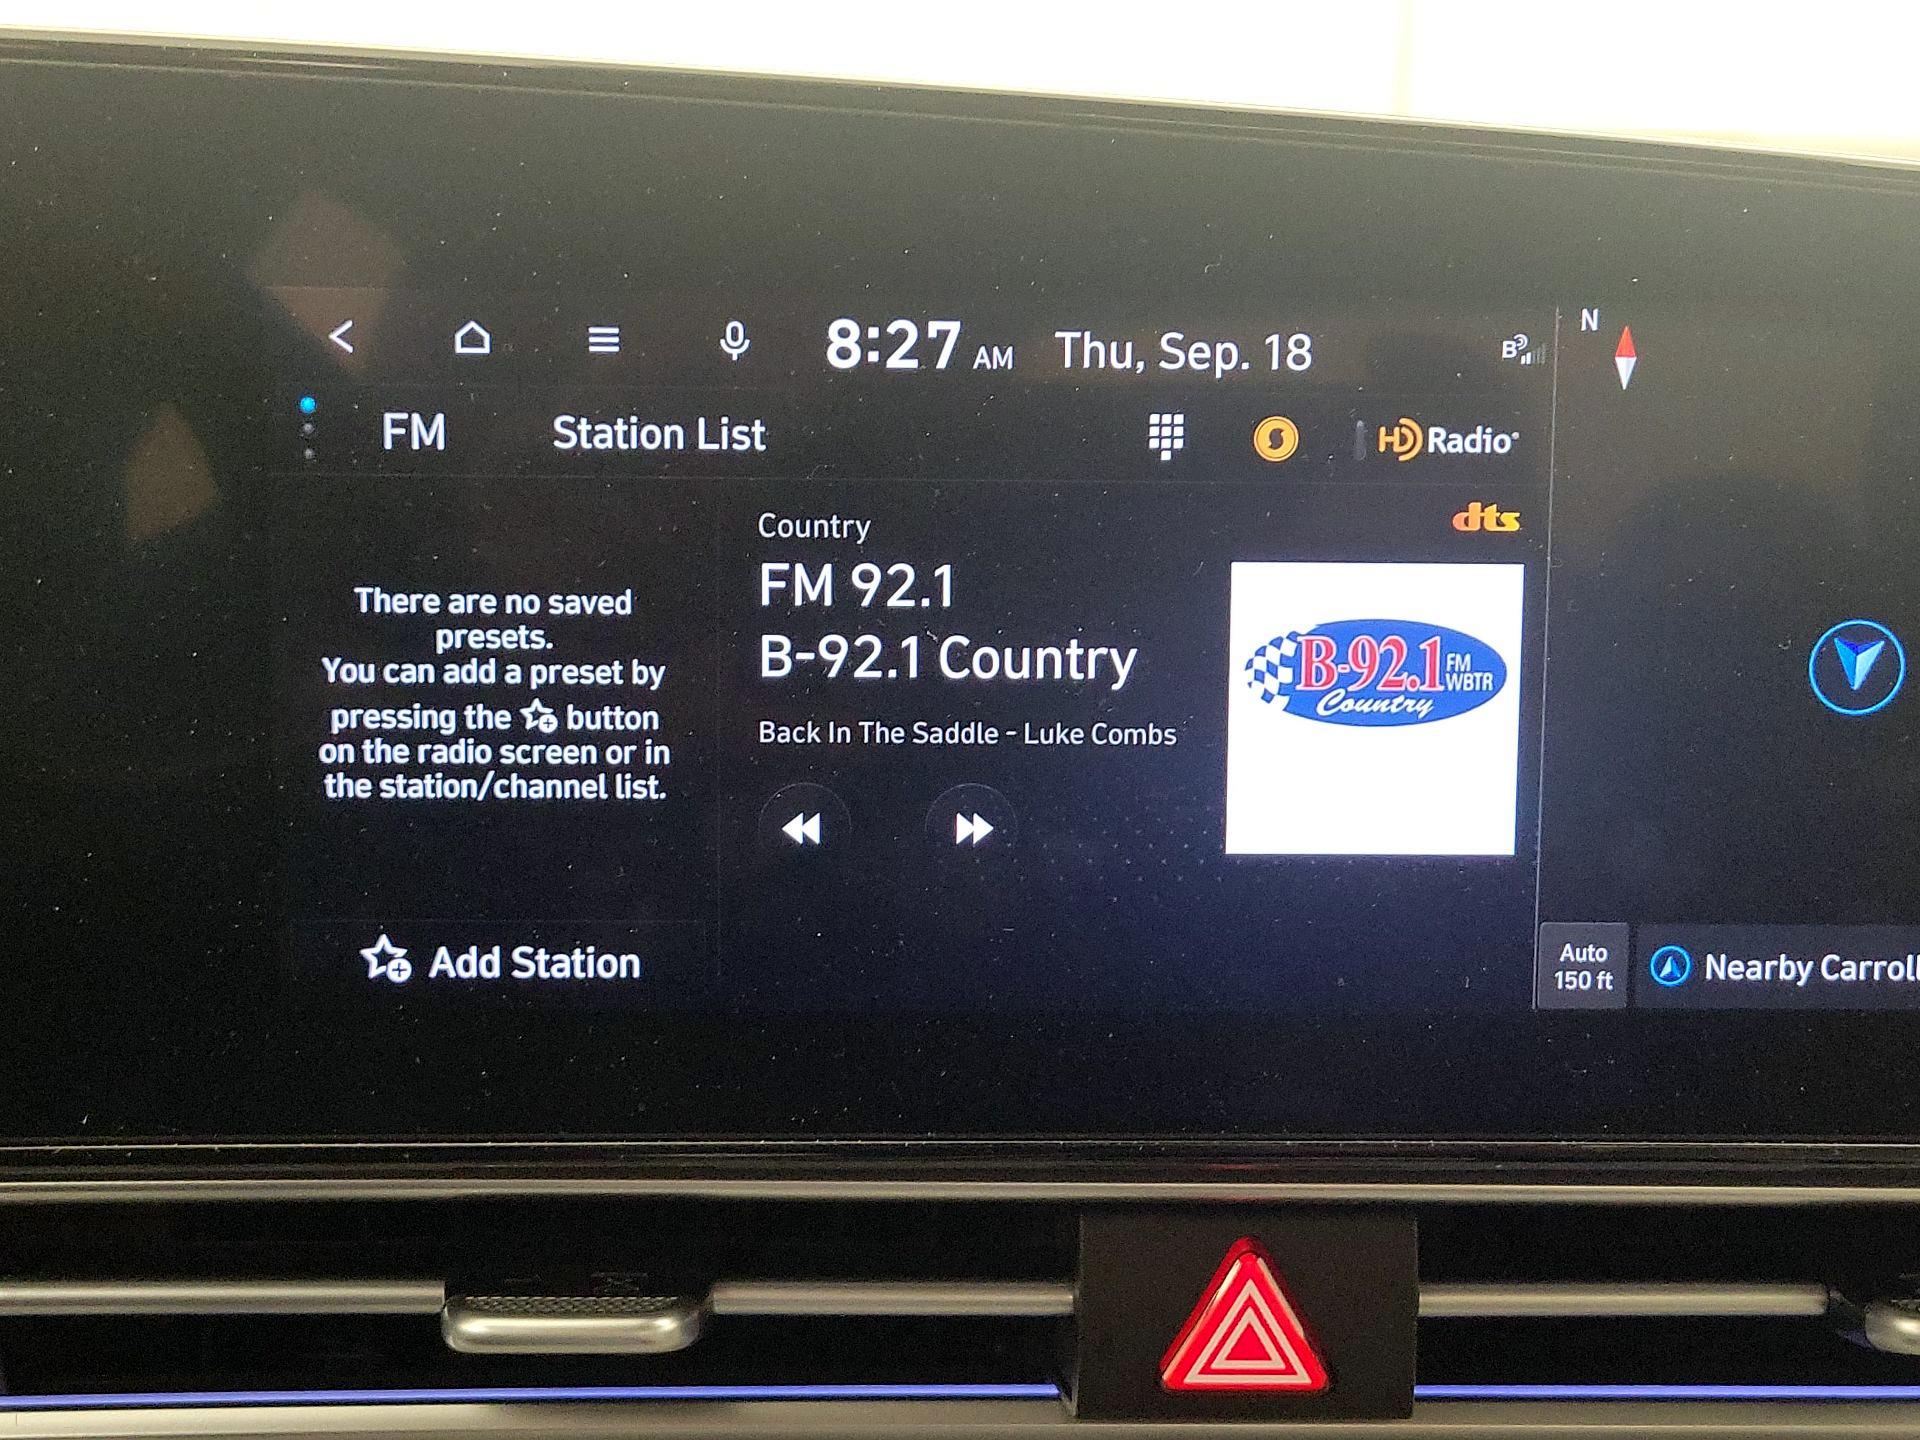 8:27 AM Thu, Sep. 18
N
FM Station List
HD Radio
dts
Country
FM 92.1
B-92.1 Country
Back In The Saddle - Luke Combs
B-92.1 FM
WBTR
Country
There are no saved
presets.
You can add a preset by
pressing the button
on the radio screen or in
the station/channel list.
Add Station
Auto
150 ft
Nearby Carroll